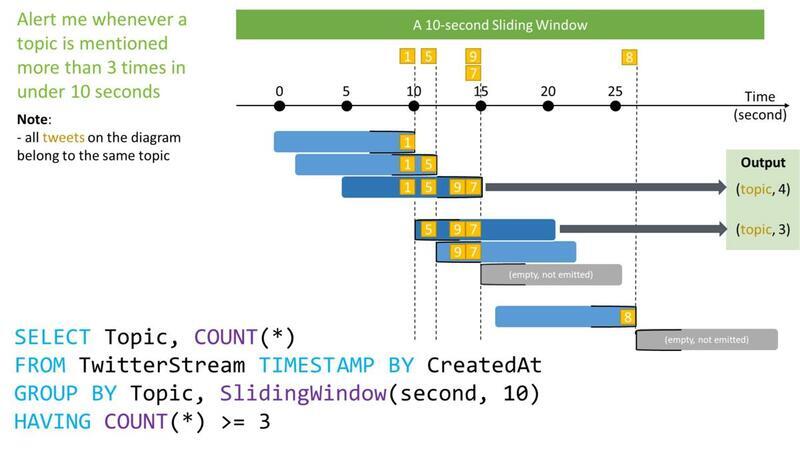 Alert me whenever a
topic is mentioned
more than 3 times in
under 10 seconds
Note:
- all tweets on the diagram
belong to the same topic
A 10-second Sliding Window
1 5 9 8
7
0 5 10 15 20 25
Time
(second)
1
1 5
1 5 9 7
5 9 7
9 7
(empty, not emitted)
8
(empty, not emitted)
Output
(topic, 4)
(topic, 3)
SELECT Topic, COUNT(*)
FROM TwitterStream TIMESTAMP BY CreatedAt
GROUP BY Topic, SlidingWindow(second, 10)
HAVING COUNT(*) >= 3